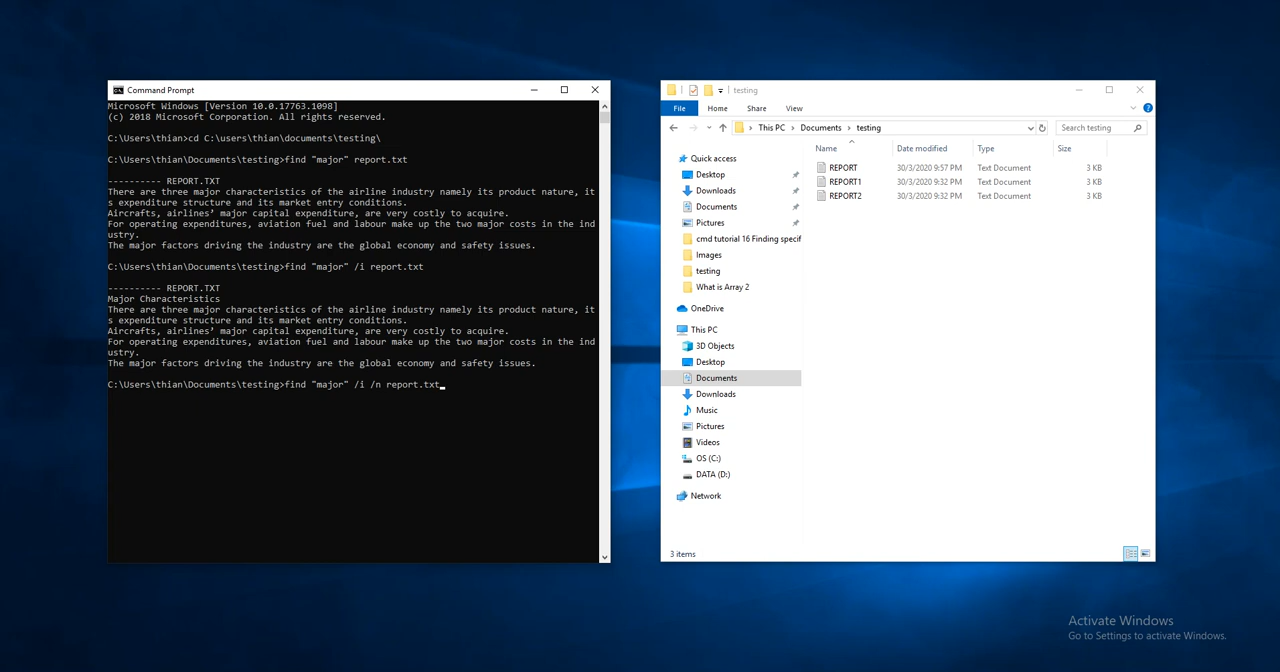 Command Prompt
Microsoft Windows [Version 10.0.17763.1098]
(c) 2018 Microsoft Corporation. All rights reserved.
C:\Users\thian>cd C:\users\thian\documents\testing\
C:\Users\thian\Documents\testing>find "major" report.txt
---------- REPORT.TXT
There are three major characteristics of the airline industry namely its product nature, it
s expenditure structure and its market entry conditions.
Aircrafts, airlines’ major capital expenditure, are very costly to acquire.
For operating expenditures, aviation fuel and labour make up the two major costs in the ind
ustry.
The major factors driving the industry are the global economy and safety issues.
C:\Users\thian\Documents\testing>find "major" /i report.txt
---------- REPORT.TXT
Major Characteristics
There are three major characteristics of the airline industry namely its product nature, it
s expenditure structure and its market entry conditions.
Aircrafts, airlines’ major capital expenditure, are very costly to acquire.
For operating expenditures, aviation fuel and labour make up the two major costs in the ind
ustry.
The major factors driving the industry are the global economy and safety issues.
C:\Users\thian\Documents\testing>find "major" /i /n report.txt
testing
File Home Share View
This PC > Documents > testing
Search testing
Name Date modified Type Size
REPORT 30/3/2020 9:57 PM Text Document 3 KB
REPORT1 30/3/2020 9:32 PM Text Document 3 KB
REPORT2 30/3/2020 9:32 PM Text Document 3 KB
Quick access
Desktop
Downloads
Documents
Pictures
cmd tutorial 16 Finding specif
Images
testing
What is Array 2
OneDrive
This PC
3D Objects
Desktop
Documents
Downloads
Music
Pictures
Videos
OS (C:)
DATA (D:)
Network
3 items
Activate Windows
Go to Settings to activate Windows.